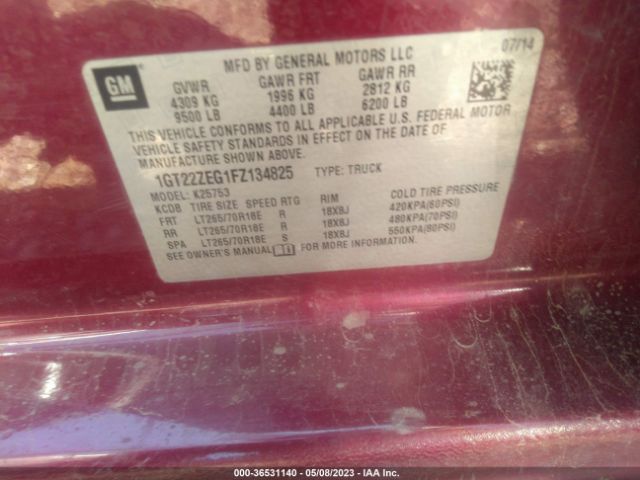 MFD BY GENERAL MOTORS LLC 07/14
GM
GVWR GAWR FRT GAWR RR
4309 KG 1996 KG 2812 KG
9500 LB 4400 LB 6200 LB
THIS VEHICLE CONFORMS TO ALL APPLICABLE U.S. FEDERAL MOTOR
VEHICLE SAFETY STANDARDS IN EFFECT ON THE DATE OF
MANUFACTURE SHOWN ABOVE.
1GT22ZEG1FZ134825 TYPE: TRUCK
MODEL: K25753
KCDB TIRE SIZE SPEED RTG RIM COLD TIRE PRESSURE
FRT LT265/70R18E R 18X8J 420KPA(60PSI)
RR LT265/70R18E R 18X8J 480KPA(70PSI)
SPA LT265/70R18E S 18X8J 550KPA(80PSI)
SEE OWNER'S MANUAL FOR MORE INFORMATION.
000-36531140 - 05/08/2023 - IAA Inc.